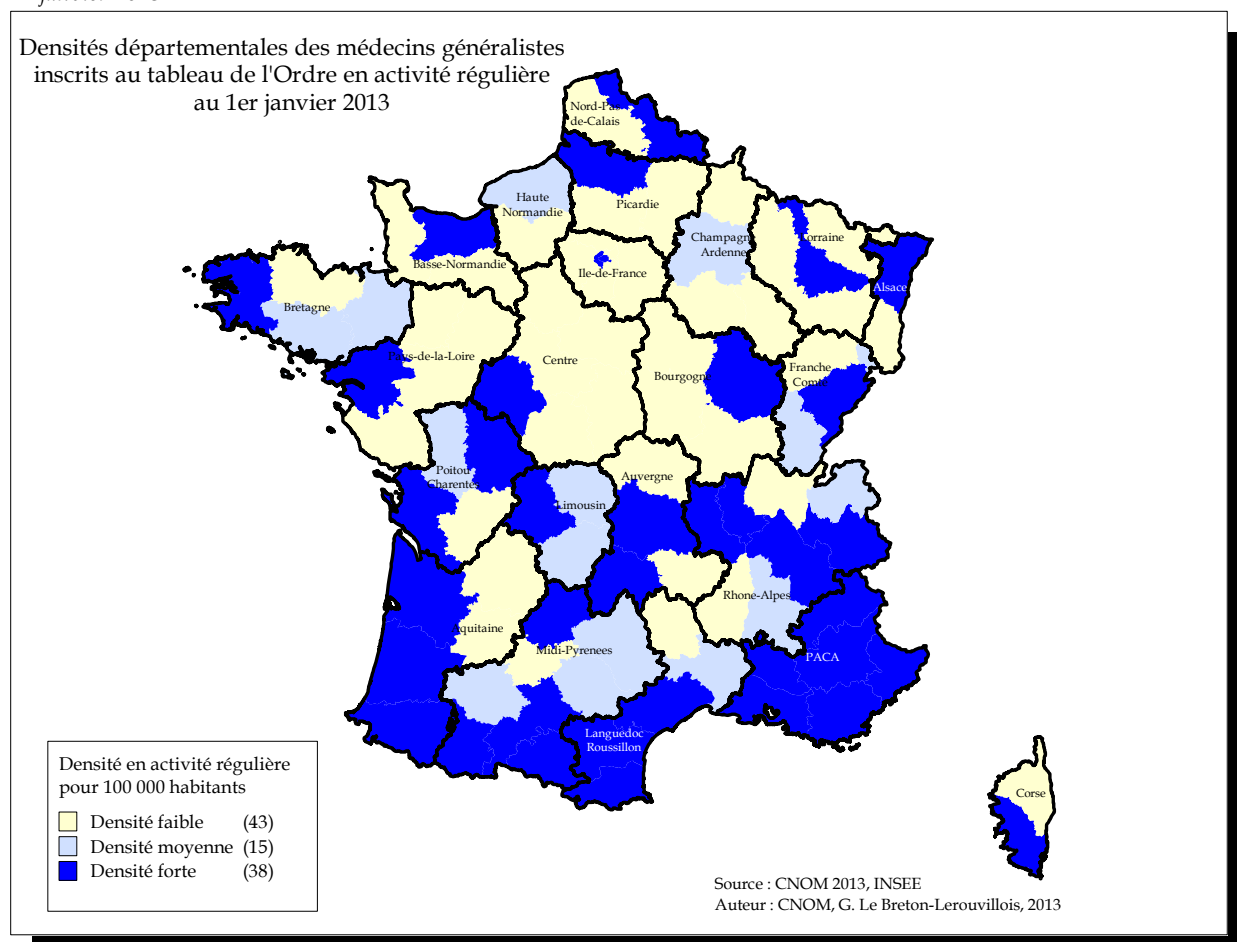 Densités départementales des médecins généralistes
inscrits au tableau de l'Ordre en activité régulière
au 1er janvier 2013
Nord-Pas
de-Calais
Haute
Normandie
Picardie
Champagne
Ardenne
Lorraine
Basse-Normandie
Ile-de-France
Alsace
Bretagne
Pays-de-la-Loire
Centre
Bourgogne
Franche
Comté
Poitou
Charentes
Auvergne
Limousin
Rhone-Alpes
Aquitaine
Midi-Pyrenees
PACA
Languedoc
Roussillon
Corse
Densité en activité régulière
pour 100 000 habitants
Densité faible (43)
Densité moyenne (15)
Densité forte (38)
Source : CNOM 2013, INSEE
Auteur : CNOM, G. Le Breton-Lerouvillois, 2013